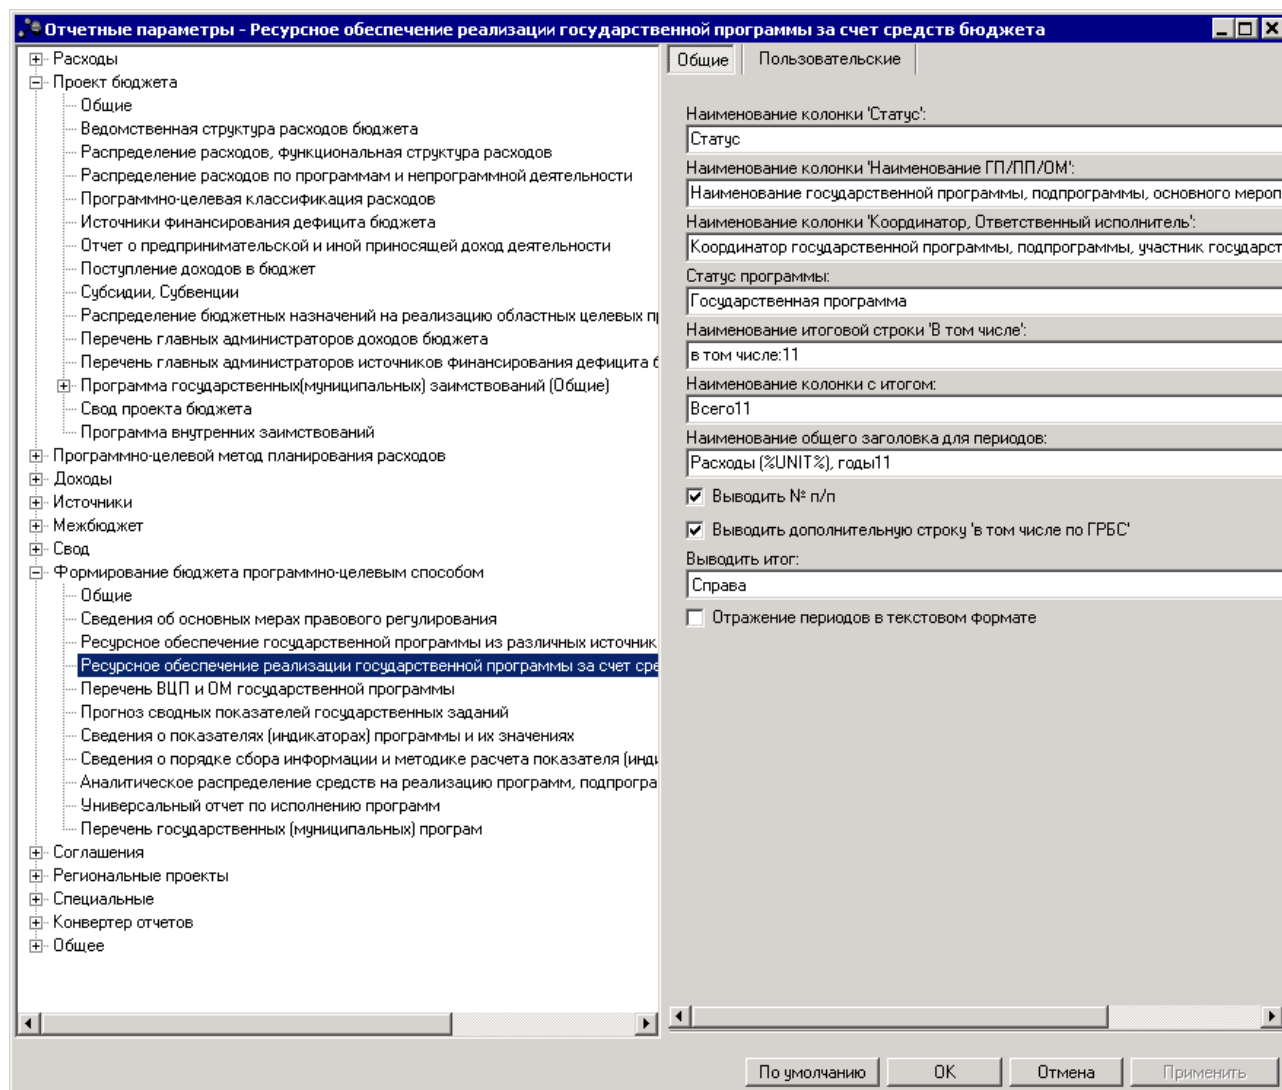 Отчетные параметры - Ресурсное обеспечение реализации государственной программы за счет средств бюджета
Расходы
Проект бюджета
Общие
Ведомственная структура расходов бюджета
Распределение расходов, функциональная структура расходов
Распределение расходов по программам и непрограммной деятельности
Программно-целевая классификация расходов
Источники финансирования дефицита бюджета
Отчет о предпринимательской и иной приносящей доход деятельности
Поступление доходов в бюджет
Субсидии, Субвенции
Распределение бюджетных назначений на реализацию областных целевых п
Перечень главных администраторов доходов бюджета
Перечень главных администраторов источников финансирования дефицита б
Программа государственных(муниципальных) заимствований (Общие)
Свод проекта бюджета
Программа внутренних заимствований
Программно-целевой метод планирования расходов
Доходы
Источники
Межбюджет
Свод
Формирование бюджета программно-целевым способом
Общие
Сведения об основных мерах правового регулирования
Ресурсное обеспечение государственной программы из различных источник
Ресурсное обеспечение реализации государственной программы за счет сре
Перечень ВЦП и ОМ государственной программы
Прогноз сводных показателей государственных заданий
Сведения о показателях (индикаторах) программы и их значениях
Сведения о порядке сбора информации и методике расчета показателя (инди
Аналитическое распределение средств на реализацию программ, подпрогра
Универсальный отчет по исполнению программ
Перечень государственных (муниципальных) програм
Соглашения
Региональные проекты
Специальные
Конвертер отчетов
Общее
Общие Пользовательские
Наименование колонки 'Статус':
Статус
Наименование колонки 'Наименование ГП/ПП/ОМ':
Наименование государственной программы, подпрограммы, основного мероп
Наименование колонки 'Координатор, Ответственный исполнитель':
Координатор государственной программы, подпрограммы, участник государст
Статус программы:
Государственная программа
Наименование итоговой строки 'В том числе':
в том числе:11
Наименование колонки с итогом:
Всего11
Наименование общего заголовка для периодов:
Расходы (%UNIT%), годы11
Выводить № п/п
Выводить дополнительную строку 'в том числе по ГРБС'
Выводить итог:
Справа
Отражение периодов в текстовом формате
По умолчанию OK Отмена Применить